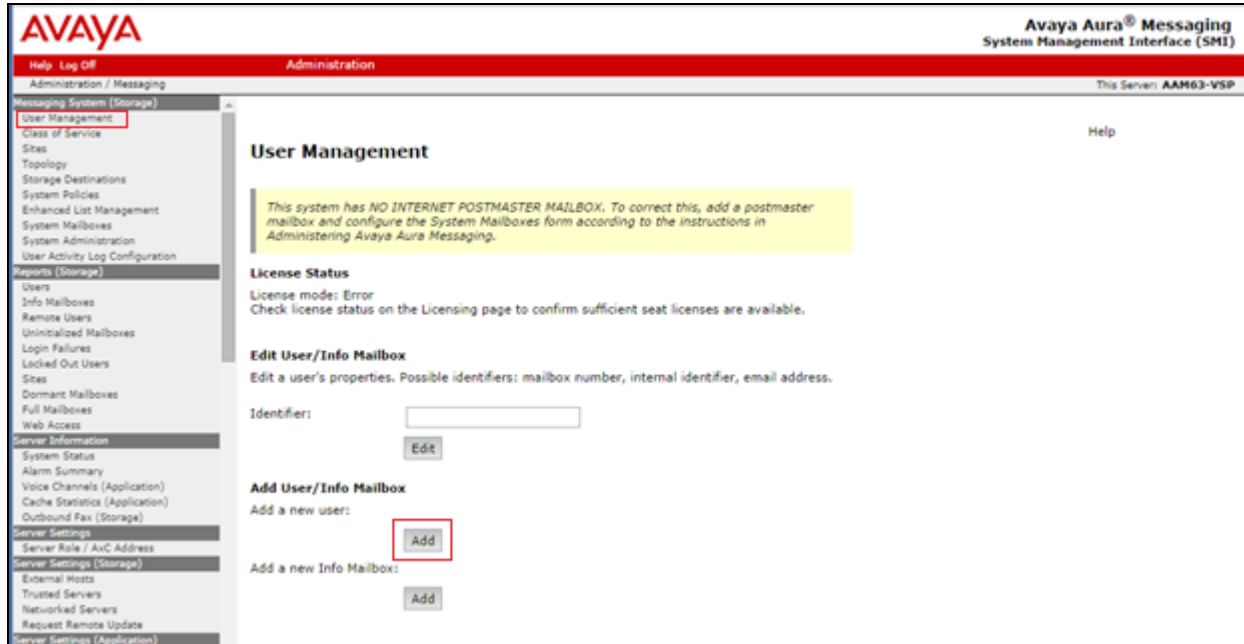 AVAYA
Avaya Aura® Messaging
System Management Interface (SMI)
Help Log Off
Administration
Administration / Messaging
This Server: AAM63-VSP
Messaging System (Storage)
User Management
Class of Service
Sites
Topology
Storage Destinations
System Policies
Enhanced List Management
System Mailboxes
System Administration
User Activity Log Configuration
Reports (Storage)
Users
Info Mailboxes
Remote Users
Uninitialized Mailboxes
Login Failures
Locked Out Users
Sites
Dormant Mailboxes
Full Mailboxes
Web Access
Server Information
System Status
Alarm Summary
Voice Channels (Application)
Cache Statistics (Application)
Outbound Fax (Storage)
Server Settings
Server Role / AxC Address
Server Settings (Storage)
External Hosts
Trusted Servers
Networked Servers
Request Remote Update
Server Settings (Application)
Help
User Management
This system has NO INTERNET POSTMASTER MAILBOX. To correct this, add a postmaster
mailbox and configure the System Mailboxes form according to the instructions in
Administering Avaya Aura Messaging.
License Status
License mode: Error
Check license status on the Licensing page to confirm sufficient seat licenses are available.
Edit User/Info Mailbox
Edit a user's properties. Possible identifiers: mailbox number, internal identifier, email address.
Identifier:
Edit
Add User/Info Mailbox
Add a new user:
Add
Add a new Info Mailbox:
Add